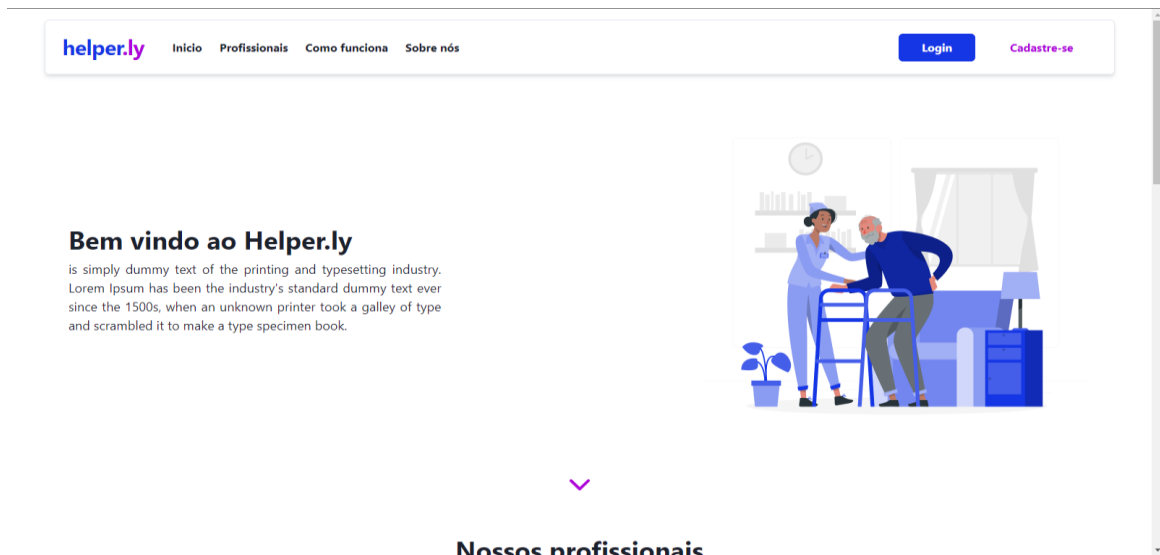 helper.ly
Inicio Profissionais Como funciona Sobre nós
Login Cadastre-se
Bem vindo ao Helper.ly
is simply dummy text of the printing and typesetting industry.
Lorem Ipsum has been the industry's standard dummy text ever
since the 1500s, when an unknown printer took a galley of type
and scrambled it to make a type specimen book.
Nossos profissionais